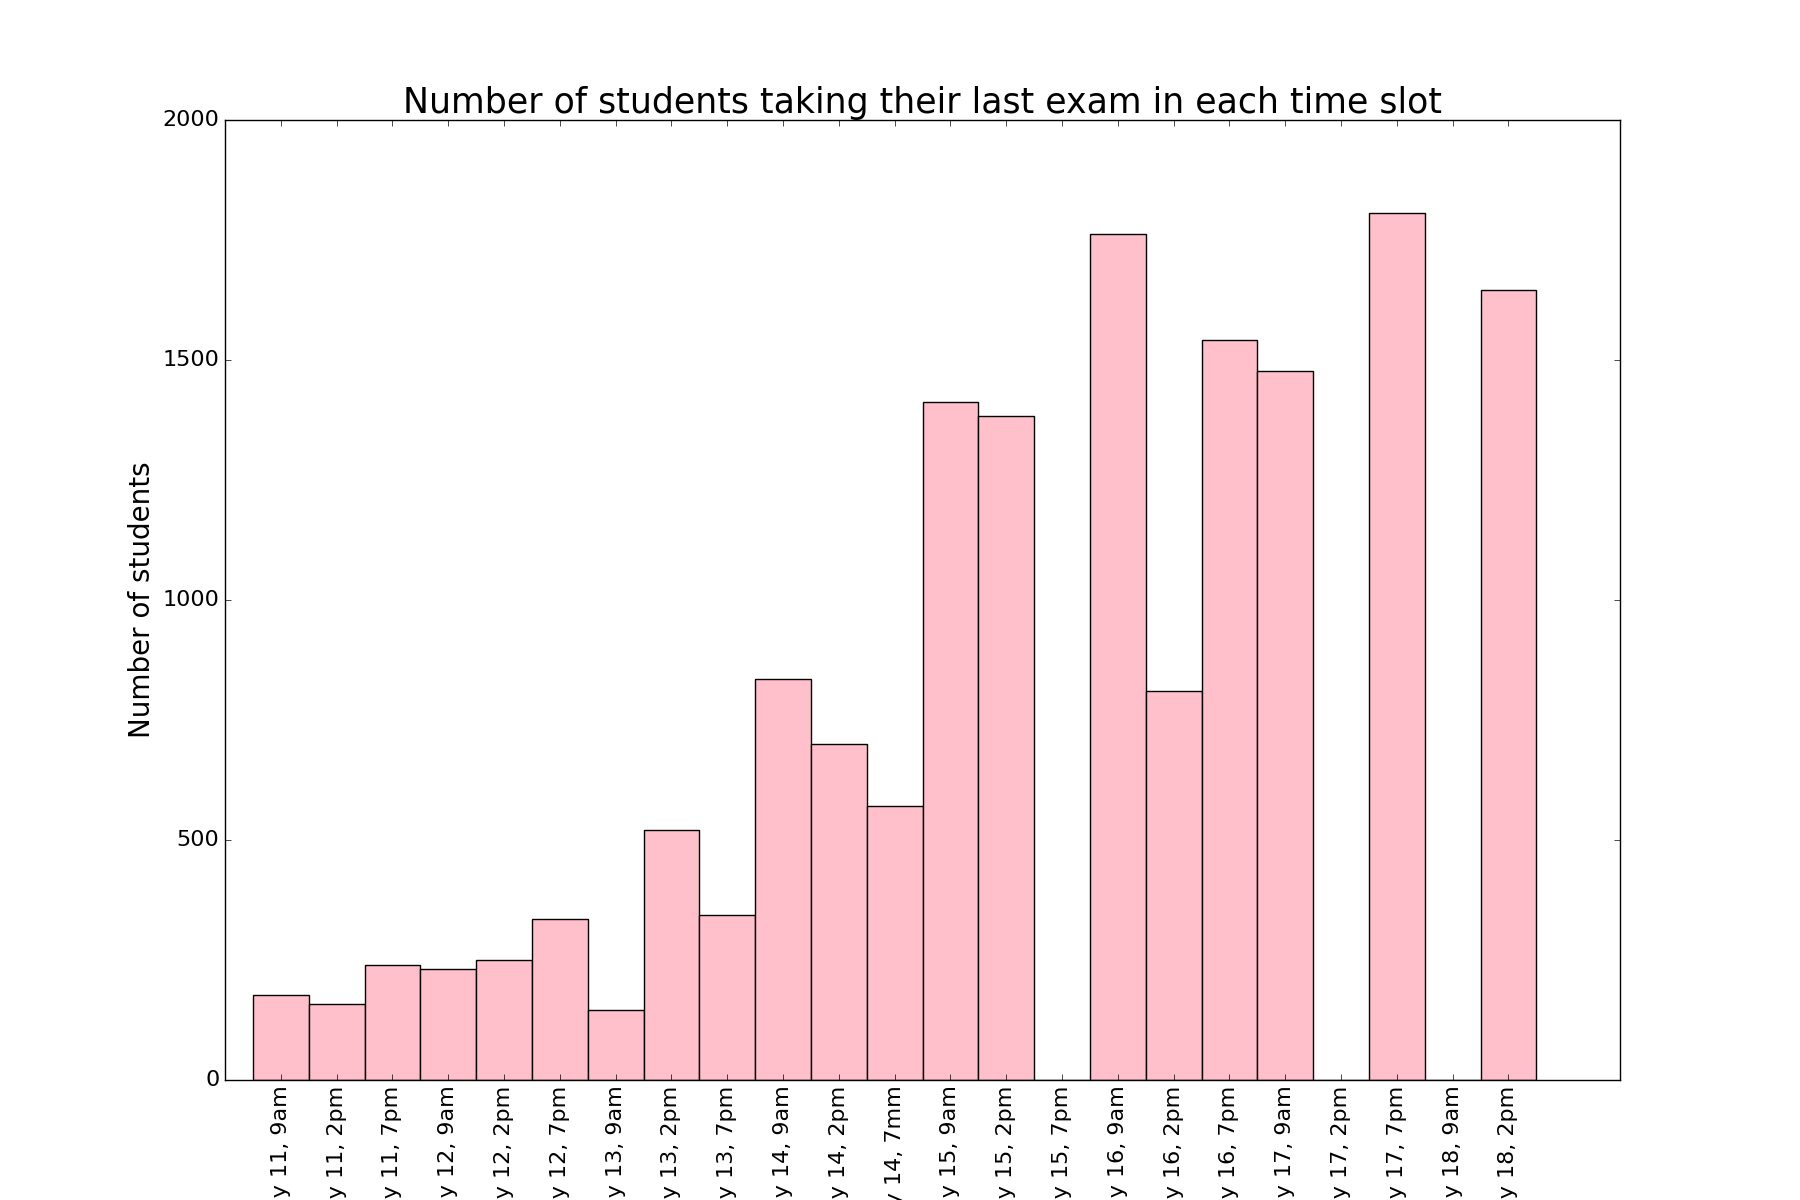 Number of students taking their last exam in each time slot
Number of students
2000
1500
1000
500
0
y 11, 9am
y 11, 2pm
y 11, 7pm
y 12, 9am
y 12, 2pm
y 12, 7pm
y 13, 9am
y 13, 2pm
y 13, 7pm
y 14, 9am
y 14, 2pm
y 14, 7mm
y 15, 9am
y 15, 2pm
y 15, 7pm
y 16, 9am
y 16, 2pm
y 16, 7pm
y 17, 9am
y 17, 2pm
y 17, 7pm
y 18, 9am
y 18, 2pm